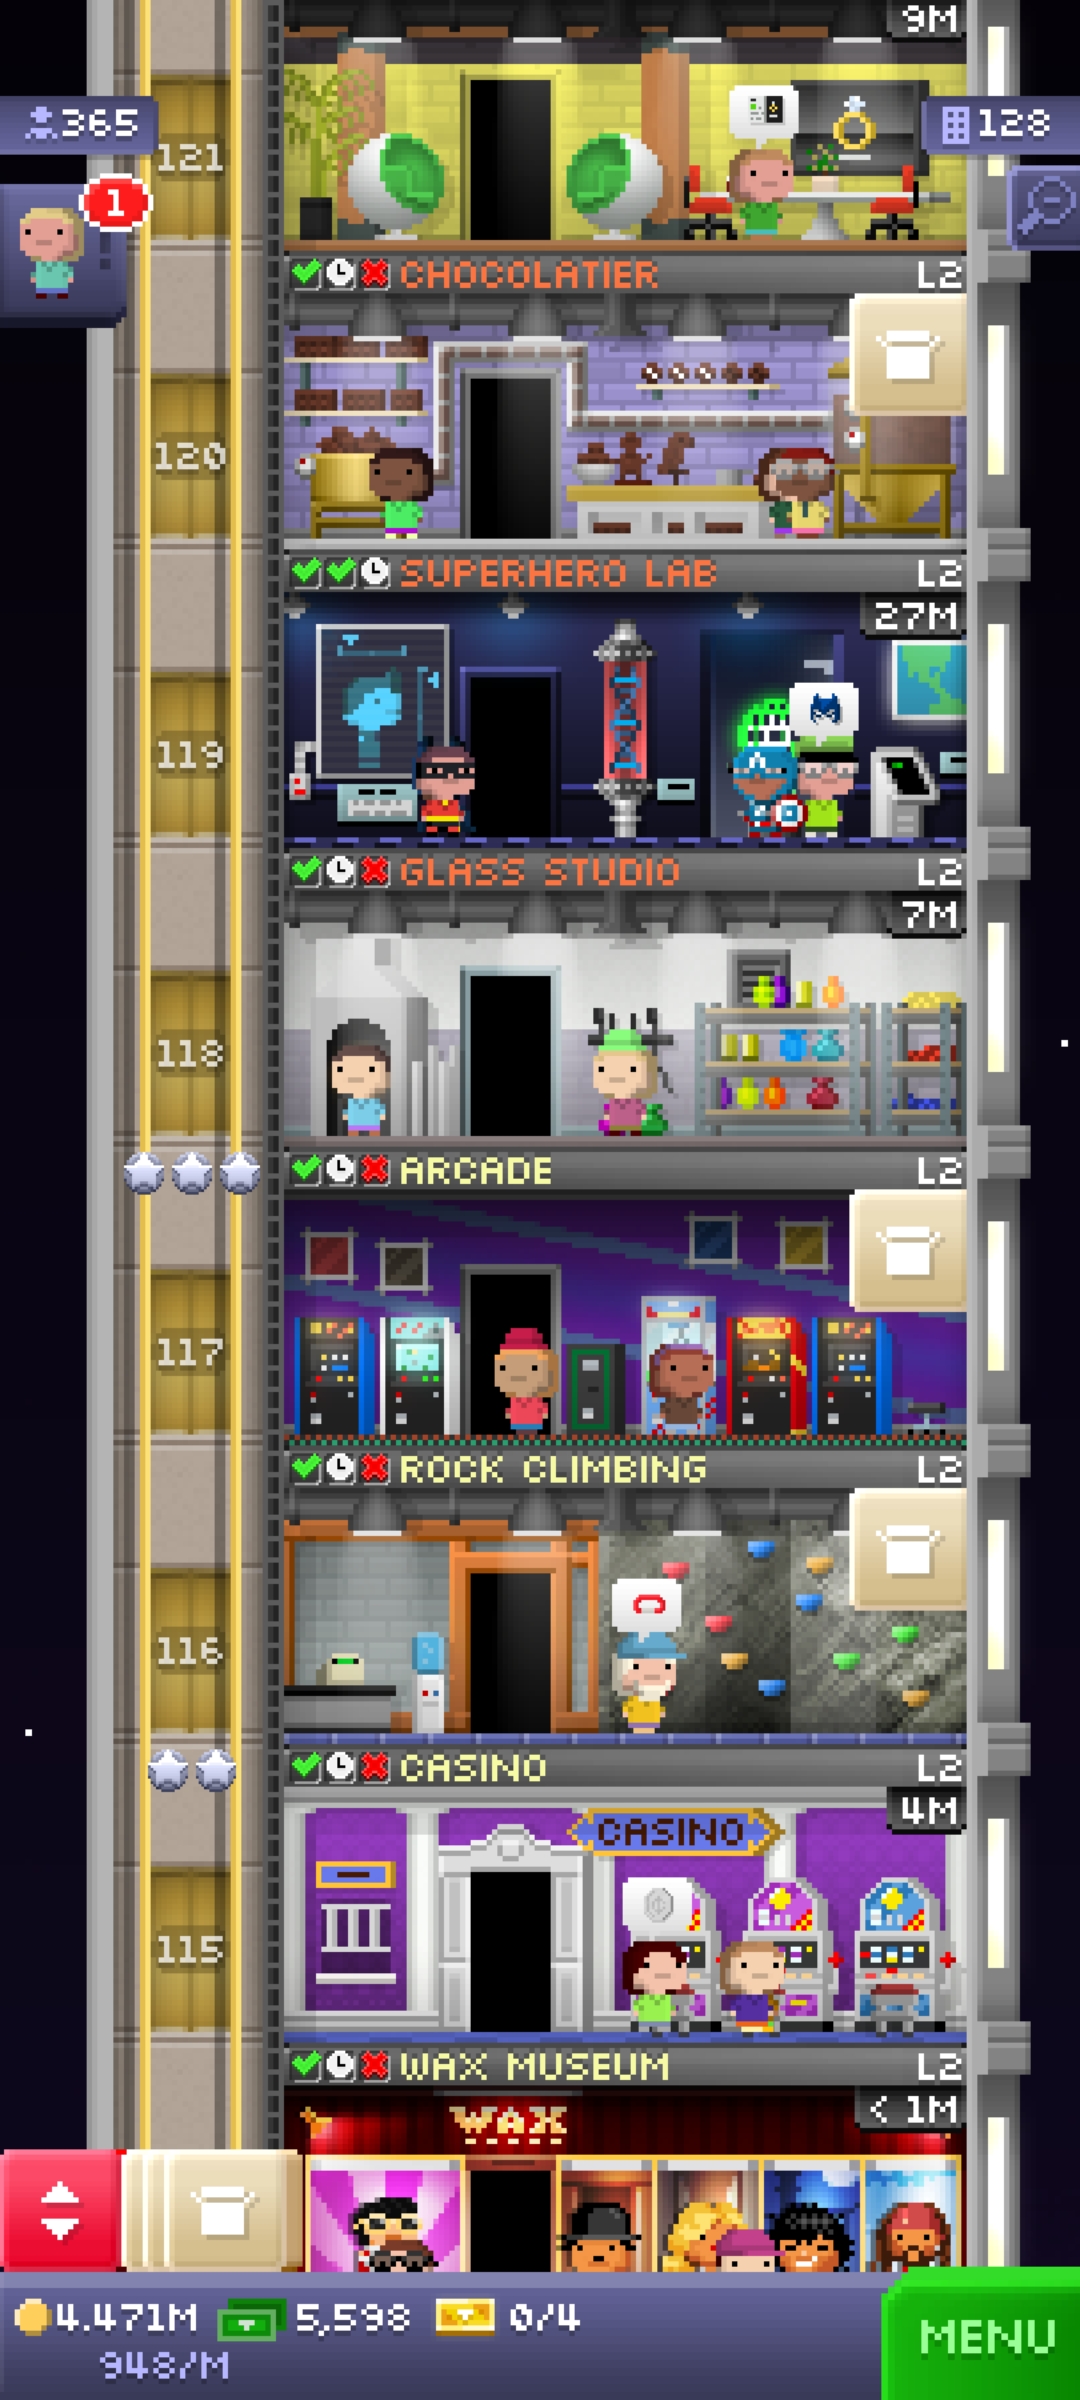 9M
365
128
121
1
CHOCOLATIER L2
120
SUPERHERO LAB L2
27M
119
GLASS STUDIO L2
7M
118
ARCADE L2
117
ROCK CLIMBING L2
116
CASINO L2
4M
CASINO
115
WAX MUSEUM L2
< 1M
WAX
4.471M 5,598 0/4
948/M
MENU